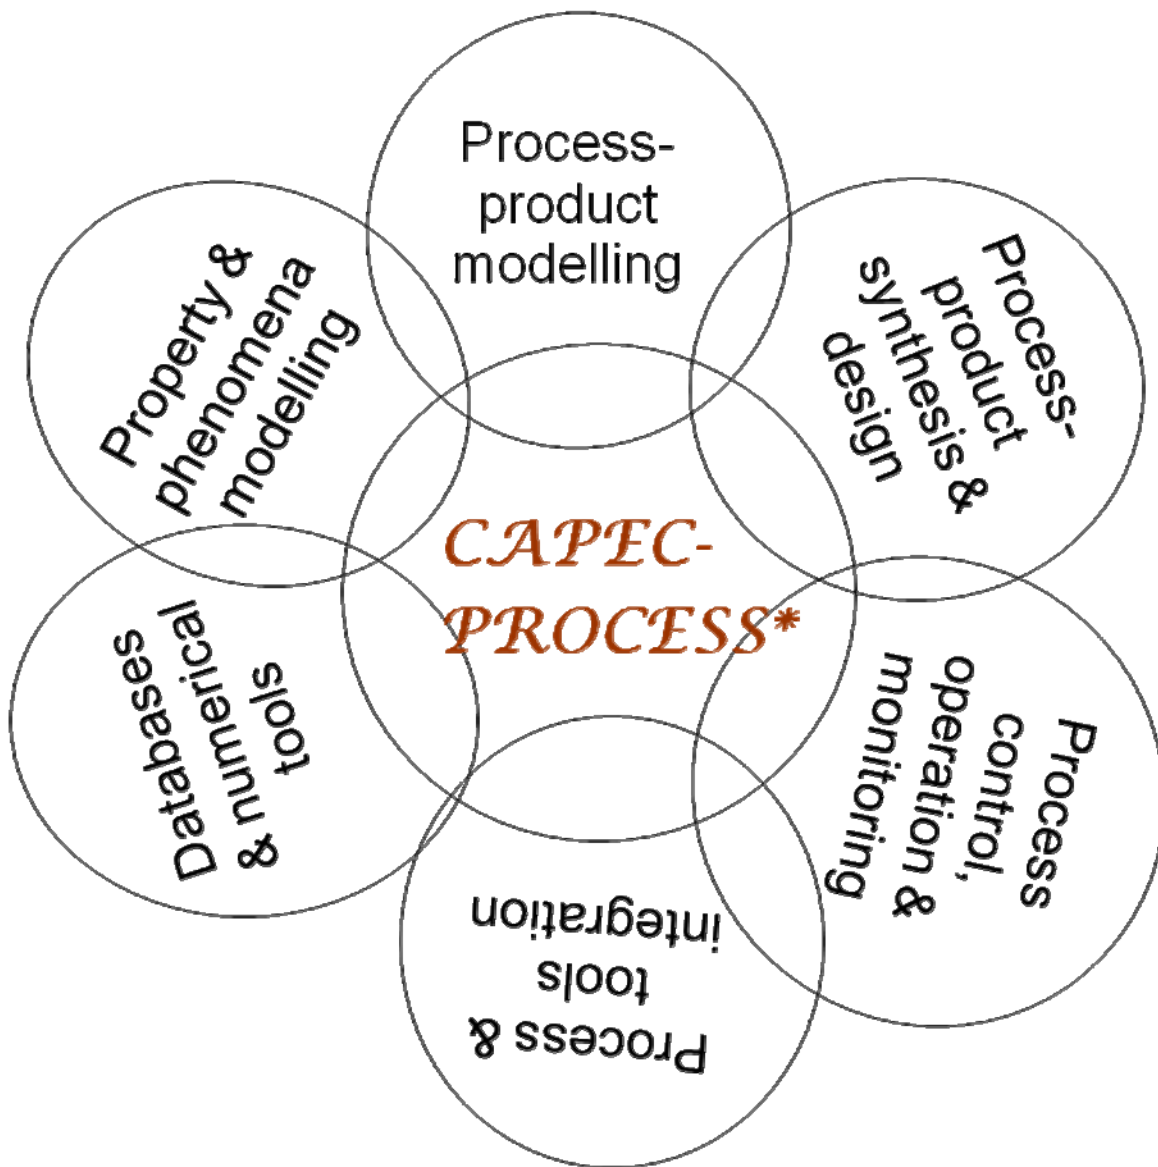 Process-
product
modelling
Process-
product
synthesis &
design
Process
control,
operation &
monitoring
Process &
tools
integration
Databases
& nummerical
tools
Property &
phenomena
modelling
CAPEC-
PROCESS*